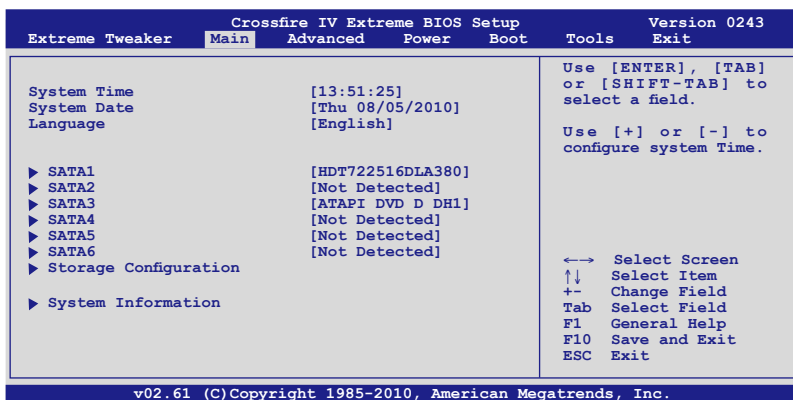 Crossfire IV Extreme BIOS Setup Version 0243
Extreme Tweaker Main Advanced Power Boot Tools Exit
System Time [13:51:25]
System Date [Thu 08/05/2010]
Language [English]
▶ SATA1 [HDT722516DLA380]
▶ SATA2 [Not Detected]
▶ SATA3 [ATAPI DVD D DH1]
▶ SATA4 [Not Detected]
▶ SATA5 [Not Detected]
▶ SATA6 [Not Detected]
▶ Storage Configuration
▶ System Information
Use [ENTER], [TAB]
or [SHIFT-TAB] to
select a field.
Use [+] or [-] to
configure system Time.
←→ Select Screen
↑↓ Select Item
+- Change Field
Tab Select Field
F1 General Help
F10 Save and Exit
ESC Exit
v02.61 (C)Copyright 1985-2010, American Megatrends, Inc.